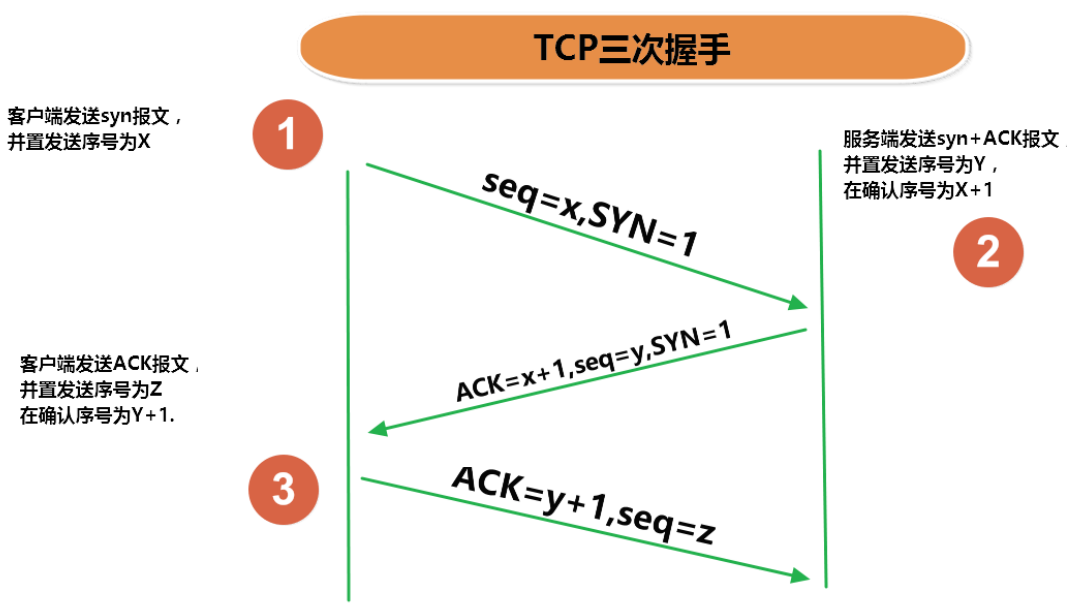 TCP三次握手
客户端发送syn报文，
并置发送序号为X
1
服务端发送syn+ACK报文，
并置发送序号为Y，
在确认序号为X+1
2
seq=x,SYN=1
ACK=x+1,seq=y,SYN=1
客户端发送ACK报文，
并置发送序号为Z
在确认序号为Y+1.
3
ACK=y+1,seq=z